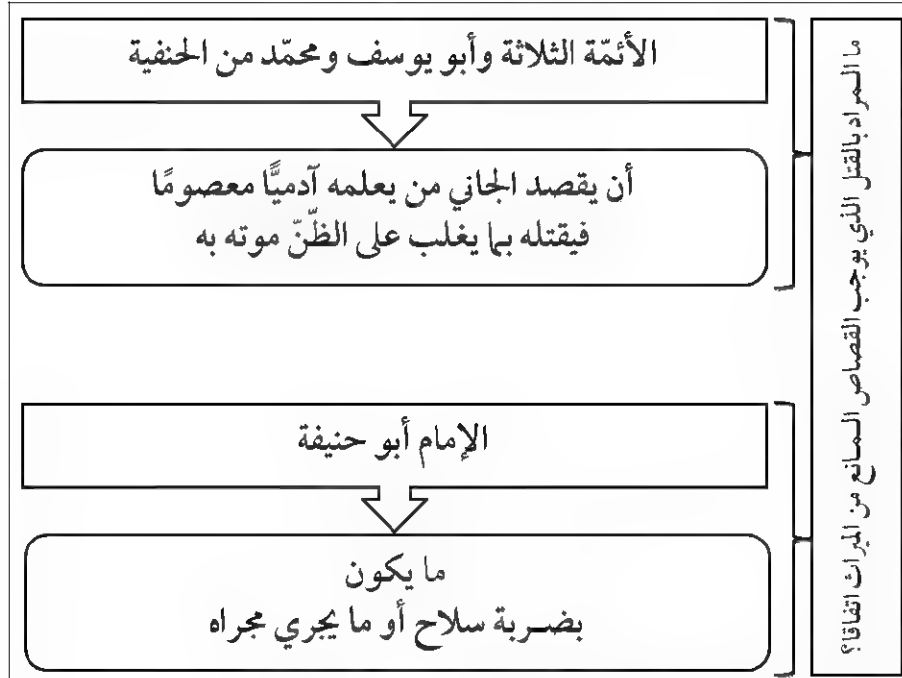 ما المراد بالقتل الذي يوجب القصاص المانع من الميراث اتفاقا؟
الأئمّة الثلاثة وأبو يوسف ومحمّد من الحنفية
أن يقصد الجاني من يعلمه آدميًّا معصومًا
فيقتله بما يغلب على الظّنّ موته به
الإمام أبو حنيفة
ما يكون
بضربة سلاح أو ما يجري مجراه